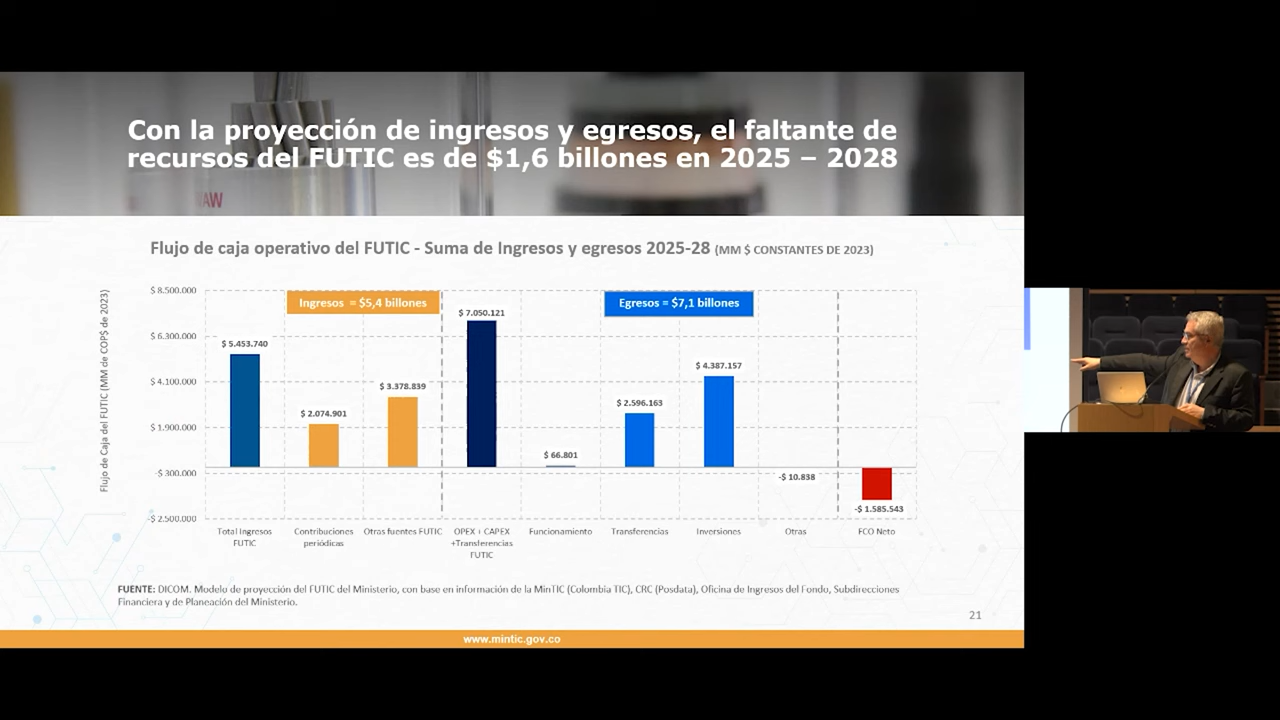 Con la proyección de ingresos y egresos, el faltante de
recursos del FUTIC es de $1,6 billones en 2025 – 2028
Flujo de caja operativo del FUTIC - Suma de Ingresos y egresos 2025-28 (MM $ CONSTANTES DE 2023)
Flujo de Caja del FUTIC (MM de COP$ de 2023)
$ 8.500.000
$ 6.300.000
$ 4.100.000
$ 1.900.000
-$ 300.000
-$ 2.500.000
Ingresos = $5,4 billones
Egresos = $7,1 billones
$ 5.453.740
$ 2.074.901
$ 3.378.839
$ 7.050.121
$ 66.801
$ 2.596.163
$ 4.387.157
-$ 10.838
-$ 1.585.543
Total Ingresos
FUTIC
Contribuciones
periódicas
Otras fuentes FUTIC
OPEX + CAPEX
+Transferencias
FUTIC
Funcionamiento
Transferencias
Inversiones
Otras
FCO Neto
FUENTE: DICOM. Modelo de proyección del FUTIC del Ministerio, con base en información de la MinTIC (Colombia TIC), CRC (Posdata), Oficina de Ingresos del Fondo, Subdirecciones
Financiera y de Planeación del Ministerio.
21
www.mintic.gov.co